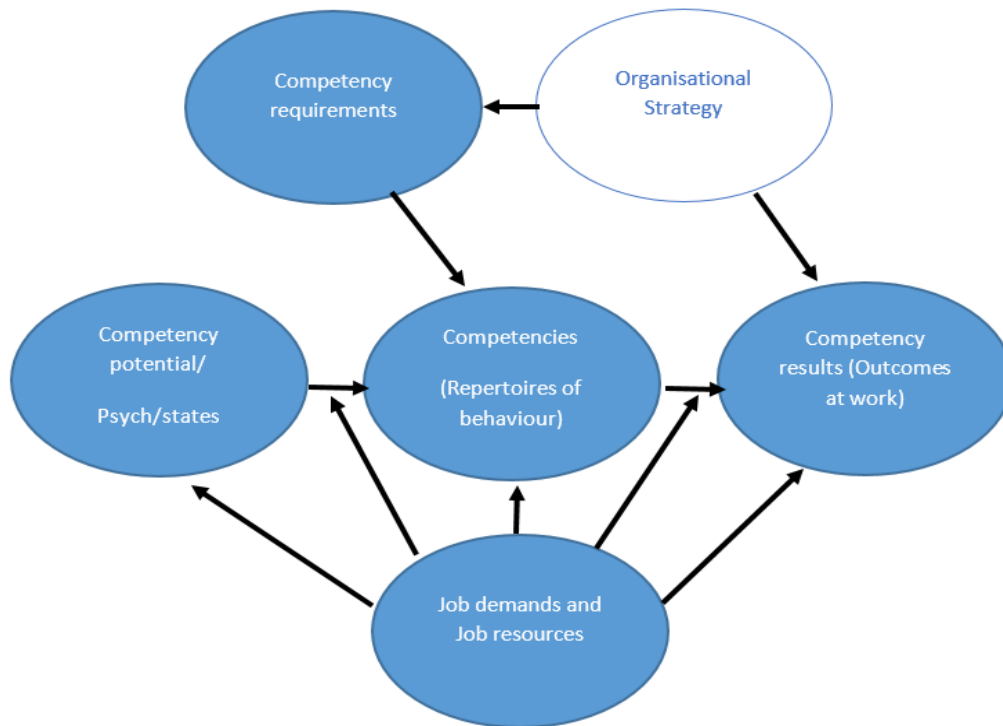 Competency
requirements
Organisational
Strategy
Competency
potential/
Psych/states
Competencies
(Repertoires of
behaviour)
Competency
results (Outcomes
at work)
Job demands and
Job resources